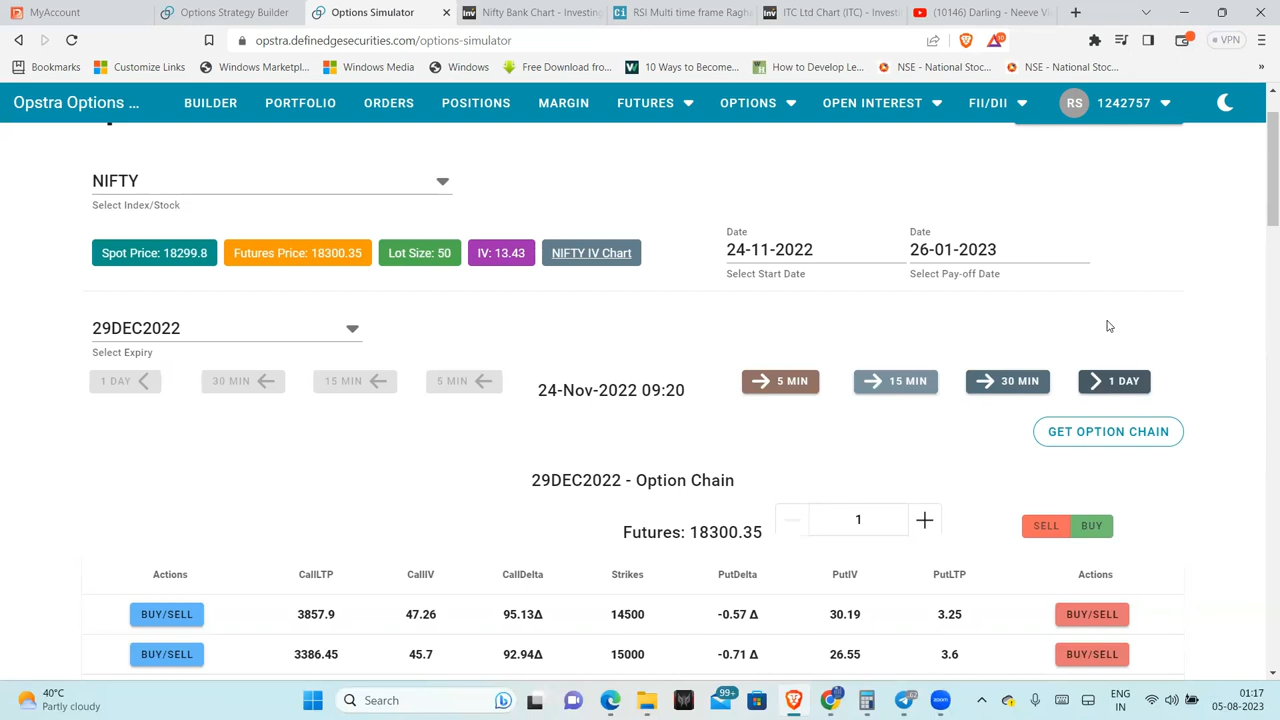 MyAccount
Options Strategy Builder
Options Simulator
Nifty Bank Chart - Investing
RSI Multi time frame Ragh
ITC Ltd Chart (ITC) - Investi
(10146) Darling - Neeve V
opstra.definedgesecurities.com/options-simulator
10
VPN
Bookmarks
Customize Links
Windows Marketpl...
Windows Media
Windows
Free Download fro...
10 Ways to Become...
How to Develop Le...
NSE - National Stoc...
NSE - National Stoc...
Opstra Options ...
BUILDER
PORTFOLIO
ORDERS
POSITIONS
MARGIN
FUTURES
OPTIONS
OPEN INTEREST
FII/DII
RS
1242757
NIFTY
Select Index/Stock
Spot Price: 18299.8
Futures Price: 18300.35
Lot Size: 50
IV: 13.43
NIFTY IV Chart
Date
24-11-2022
Select Start Date
Date
26-01-2023
Select Pay-off Date
29DEC2022
Select Expiry
1 DAY
30 MIN
15 MIN
5 MIN
24-Nov-2022 09:20
5 MIN
15 MIN
30 MIN
1 DAY
GET OPTION CHAIN
29DEC2022 - Option Chain
Futures: 18300.35
1
SELL
BUY
Actions CallLTP CallIV CallDelta Strikes PutDelta PutIV PutLTP Actions
BUY/SELL 3857.9 47.26 95.13Δ 14500 -0.57 Δ 30.19 3.25 BUY/SELL
BUY/SELL 3386.45 45.7 92.94Δ 15000 -0.71 Δ 26.55 3.6 BUY/SELL
40°C
Partly cloudy
Search
99+
zoom
ENG
IN
01:17
05-08-2023